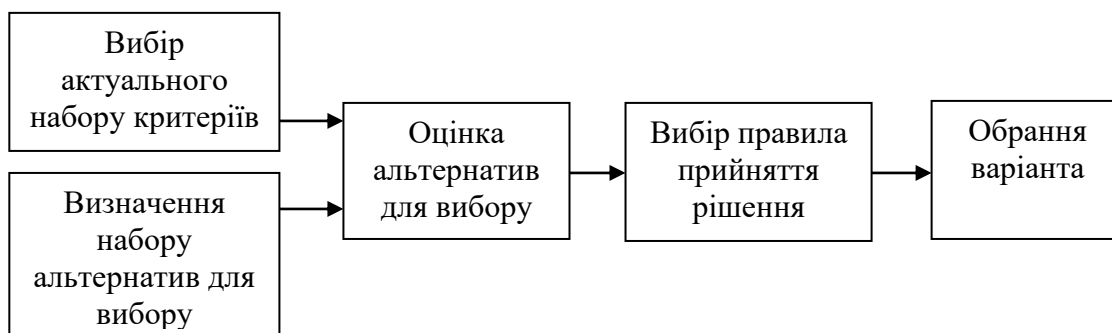 Вибір
актуального
набору критеріїв
Визначення
набору
альтернатив для
вибору
Оцінка
альтернатив
для вибору
Вибір правила
прийняття
рішення
Обрання
варіанта